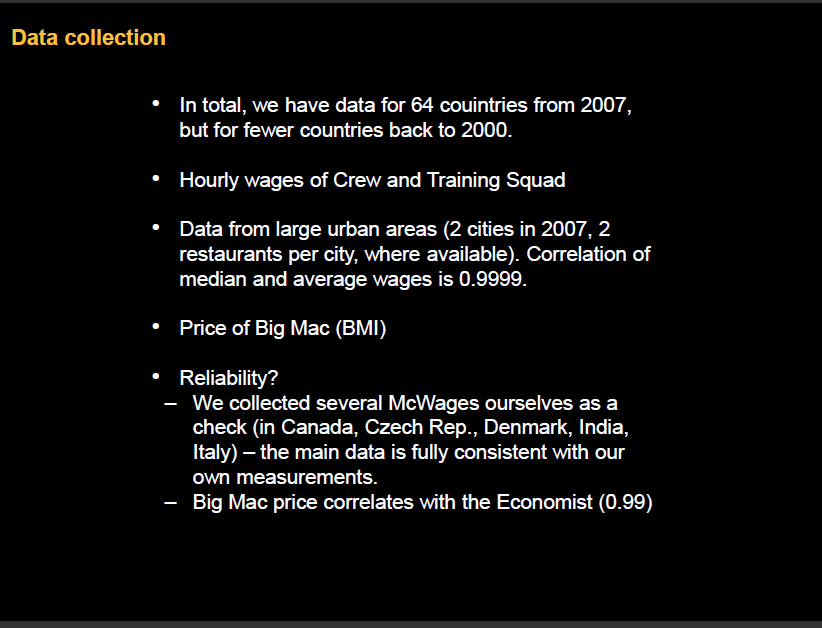 Data collection
• In total, we have data for 64 couintries from 2007,
but for fewer countries back to 2000.
• Hourly wages of Crew and Training Squad
• Data from large urban areas (2 cities in 2007, 2
restaurants per city, where available). Correlation of
median and average wages is 0.9999.
• Price of Big Mac (BMI)
• Reliability?
– We collected several McWages ourselves as a
check (in Canada, Czech Rep., Denmark, India,
Italy) – the main data is fully consistent with our
own measurements.
– Big Mac price correlates with the Economist (0.99)